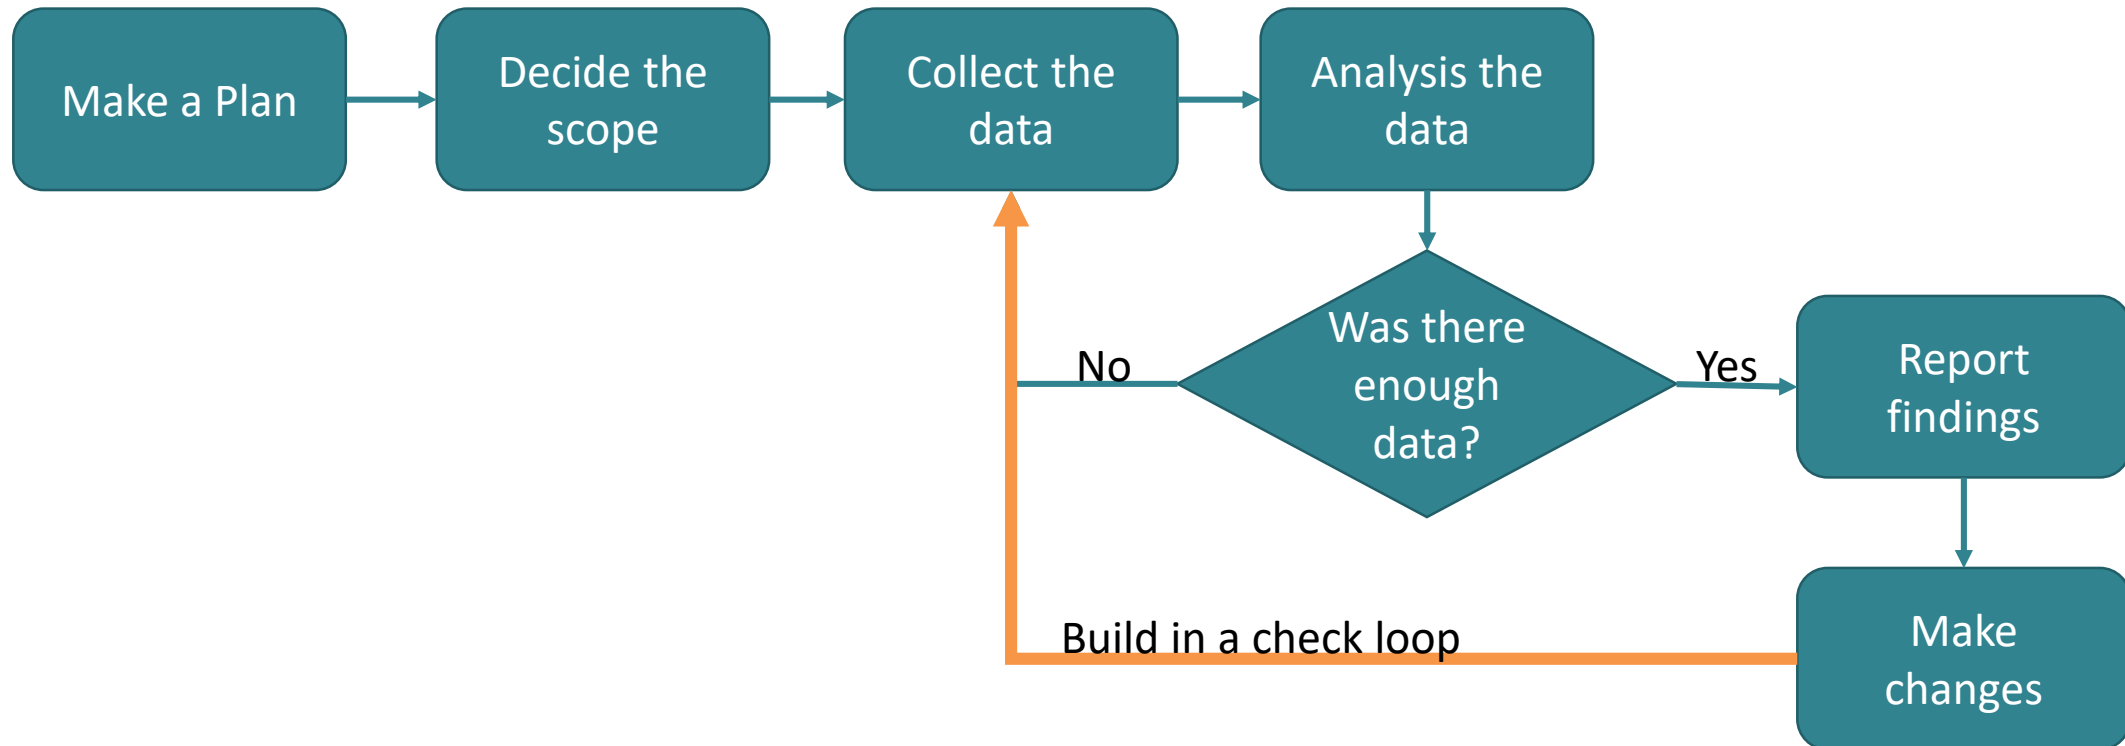 Make a Plan
Decide the
scope
Collect the
data
Analysis the
data
Was there
enough
data?
No
Yes
Report
findings
Build in a check loop
Make
changes